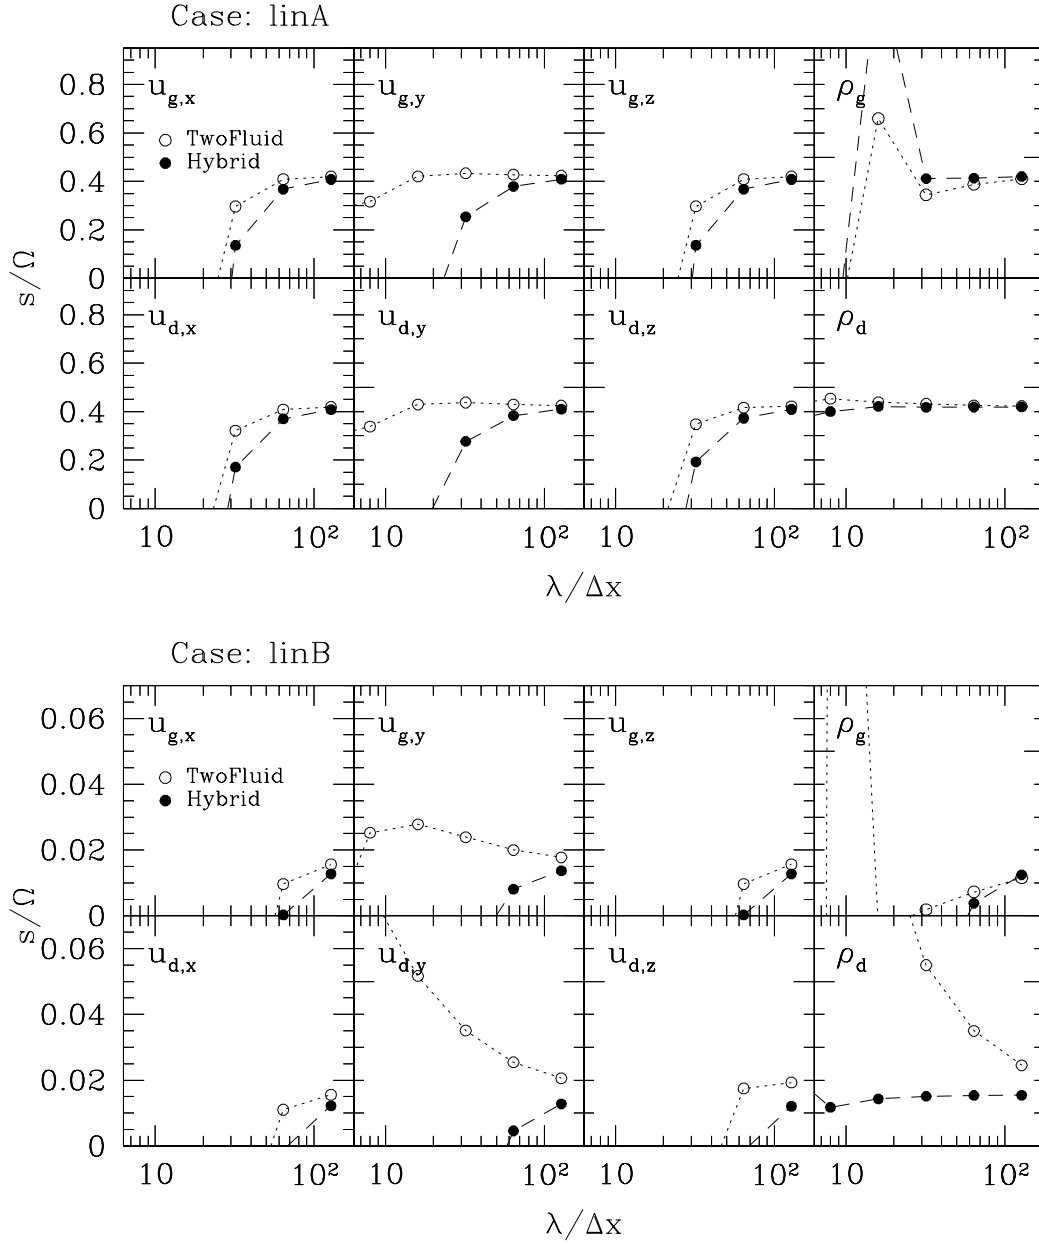 Case: linA
u_g,x u_g,y u_g,z ρ_g
TwoFluid
Hybrid
0.8
0.6
0.4
0.2
0
s/Ω
u_d,x u_d,y u_d,z ρ_d
0.8
0.6
0.4
0.2
0
10 10² 10 10² 10 10² 10 10²
λ/Δx
Case: linB
u_g,x u_g,y u_g,z ρ_g
TwoFluid
Hybrid
0.06
0.04
0.02
0
s/Ω
u_d,x u_d,y u_d,z ρ_d
0.06
0.04
0.02
0
10 10² 10 10² 10 10² 10 10²
λ/Δx